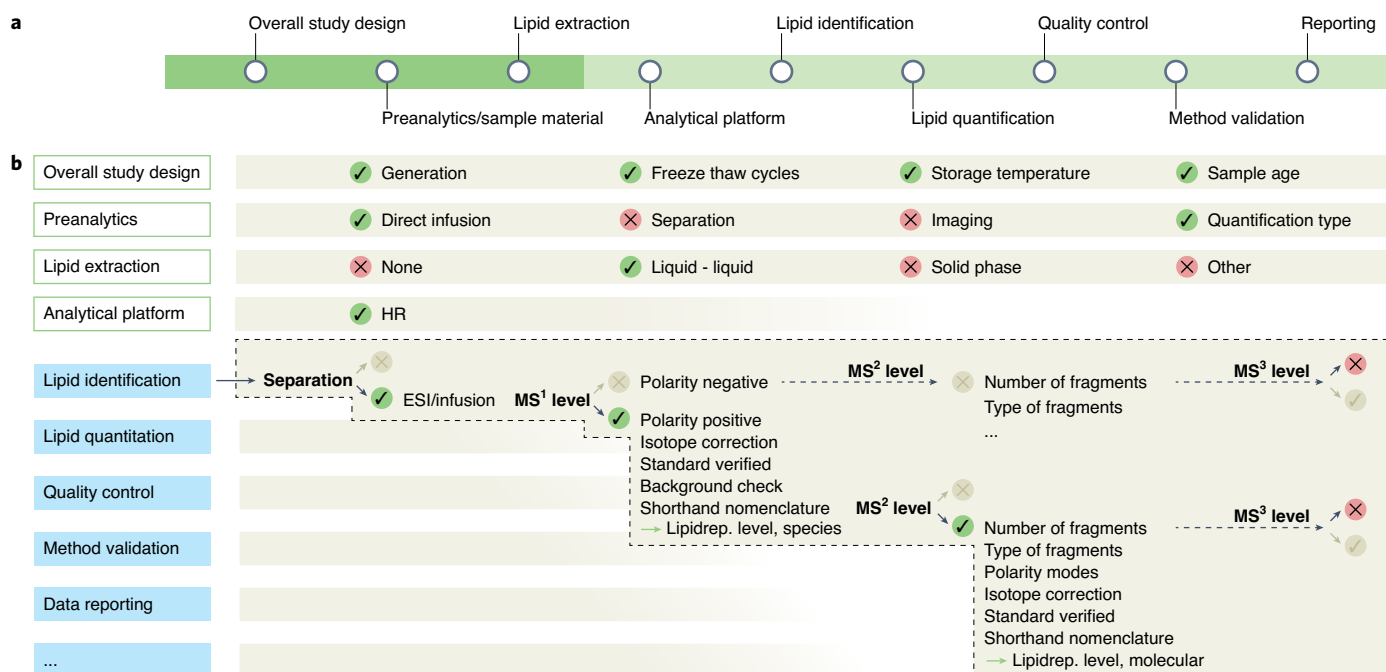 a
Overall study design
Lipid extraction
Lipid identification
Quality control
Reporting
Preanalytics/sample material
Analytical platform
Lipid quantification
Method validation
b
Overall study design
Generation
Freeze thaw cycles
Storage temperature
Sample age
Preanalytics
Direct infusion
Separation
Imaging
Quantification type
Lipid extraction
None
Liquid - liquid
Solid phase
Other
Analytical platform
HR
Lipid identification
Separation
ESI/infusion
MS¹ level
Polarity negative
MS² level
Number of fragments
Type of fragments
...
MS³ level
Polarity positive
Isotope correction
Standard verified
Background check
Shorthand nomenclature
→ Lipidrep. level, species
MS² level
Number of fragments
Type of fragments
Polarity modes
Isotope correction
Standard verified
Shorthand nomenclature
→ Lipidrep. level, molecular
MS³ level
Lipid quantitation
Quality control
Method validation
Data reporting
...